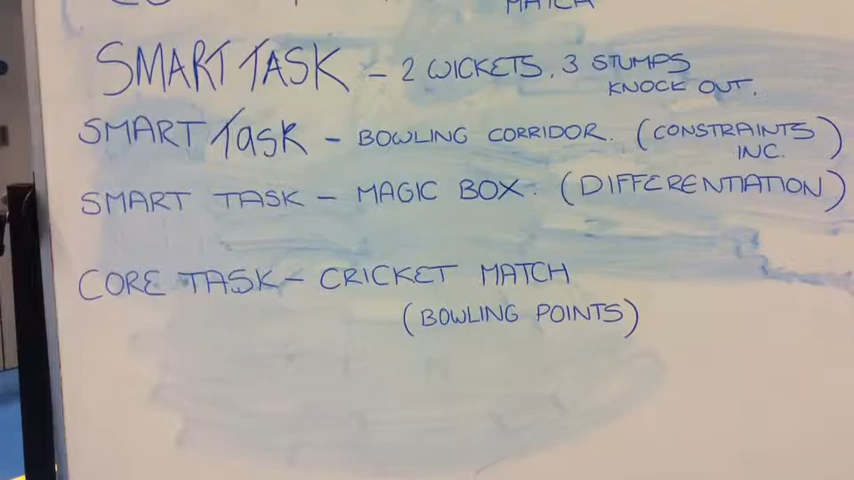 MATCH
SMART TASK - 2 WICKETS, 3 STUMPS
KNOCK OUT.
SMART TASK - BOWLING CORRIDOR. (CONSTRAINTS
INC.)
SMART TASK - MAGIC BOX. (DIFFERENTIATION)
CORE TASK - CRICKET MATCH
(BOWLING POINTS)